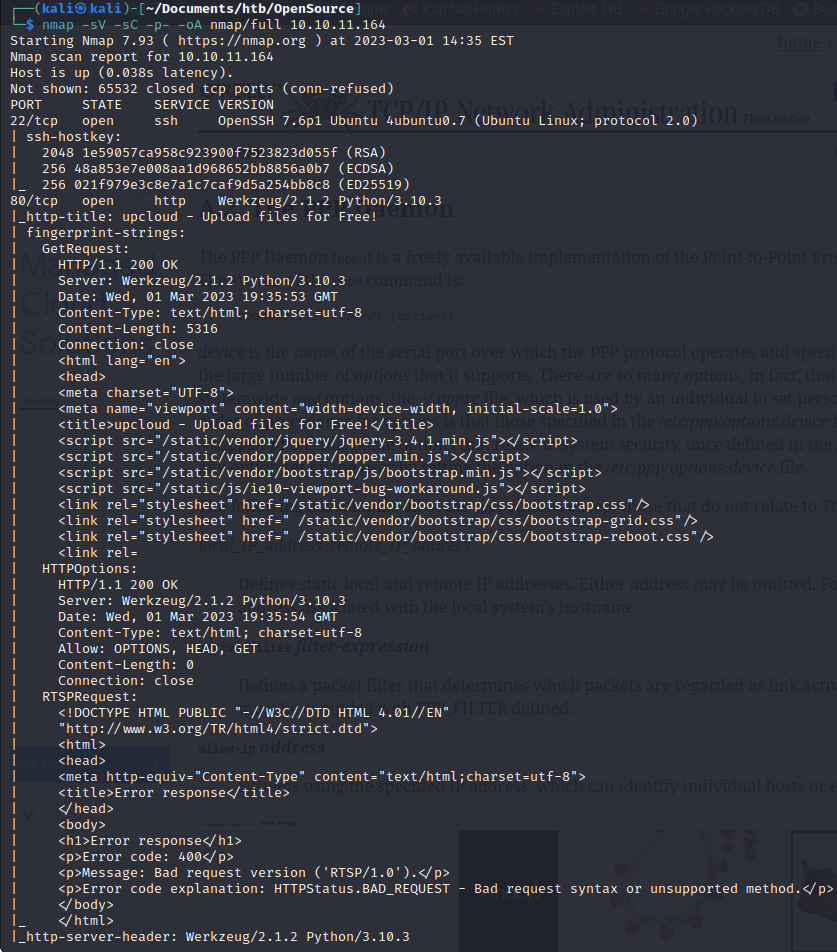 ┌──(kali㉿kali)-[~/Documents/htb/OpenSource]
└─$ nmap -sV -sC -p- -oA nmap/full 10.10.11.164
Starting Nmap 7.93 ( https://nmap.org ) at 2023-03-01 14:35 EST
Nmap scan report for 10.10.11.164
Host is up (0.038s latency).
Not shown: 65532 closed tcp ports (conn-refused)
PORT     STATE    SERVICE VERSION
22/tcp   open     ssh     OpenSSH 7.6p1 Ubuntu 4ubuntu0.7 (Ubuntu Linux; protocol 2.0)
| ssh-hostkey:
|   2048 1e59057ca958c923900f7523823d055f (RSA)
|   256 48a853e7e008aa1d968652bb8856a0b7 (ECDSA)
|_  256 021f979e3c8e7a1c7caf9d5a254bb8c8 (ED25519)
80/tcp   open     http    Werkzeug/2.1.2 Python/3.10.3
|_http-title: upcloud - Upload files for Free!
| fingerprint-strings:
|   GetRequest:
|     HTTP/1.1 200 OK
|     Server: Werkzeug/2.1.2 Python/3.10.3
|     Date: Wed, 01 Mar 2023 19:35:53 GMT
|     Content-Type: text/html; charset=utf-8
|     Content-Length: 5316
|     Connection: close
|     <html lang="en">
|     <head>
|     <meta charset="UTF-8">
|     <meta name="viewport" content="width=device-width, initial-scale=1.0">
|     <title>upcloud - Upload files for Free!</title>
|     <script src="/static/vendor/jquery/jquery-3.4.1.min.js"></script>
|     <script src="/static/vendor/popper/popper.min.js"></script>
|     <script src="/static/vendor/bootstrap/js/bootstrap.min.js"></script>
|     <script src="/static/js/ie10-viewport-bug-workaround.js"></script>
|     <link rel="stylesheet" href="/static/vendor/bootstrap/css/bootstrap.css"/>
|     <link rel="stylesheet" href=" /static/vendor/bootstrap/css/bootstrap-grid.css"/>
|     <link rel="stylesheet" href=" /static/vendor/bootstrap/css/bootstrap-reboot.css"/>
|     <link rel=
|   HTTPOptions:
|     HTTP/1.1 200 OK
|     Server: Werkzeug/2.1.2 Python/3.10.3
|     Date: Wed, 01 Mar 2023 19:35:54 GMT
|     Content-Type: text/html; charset=utf-8
|     Allow: OPTIONS, HEAD, GET
|     Content-Length: 0
|     Connection: close
|   RTSPRequest:
|     <!DOCTYPE HTML PUBLIC "-//W3C//DTD HTML 4.01//EN"
|     "http://www.w3.org/TR/html4/strict.dtd">
|     <html>
|     <head>
|     <meta http-equiv="Content-Type" content="text/html;charset=utf-8">
|     <title>Error response</title>
|     </head>
|     <body>
|     <h1>Error response</h1>
|     <p>Error code: 400</p>
|     <p>Message: Bad request version ('RTSP/1.0').</p>
|     <p>Error code explanation: HTTPStatus.BAD_REQUEST - Bad request syntax or unsupported method.</p>
|     </body>
|_    </html>
|_http-server-header: Werkzeug/2.1.2 Python/3.10.3